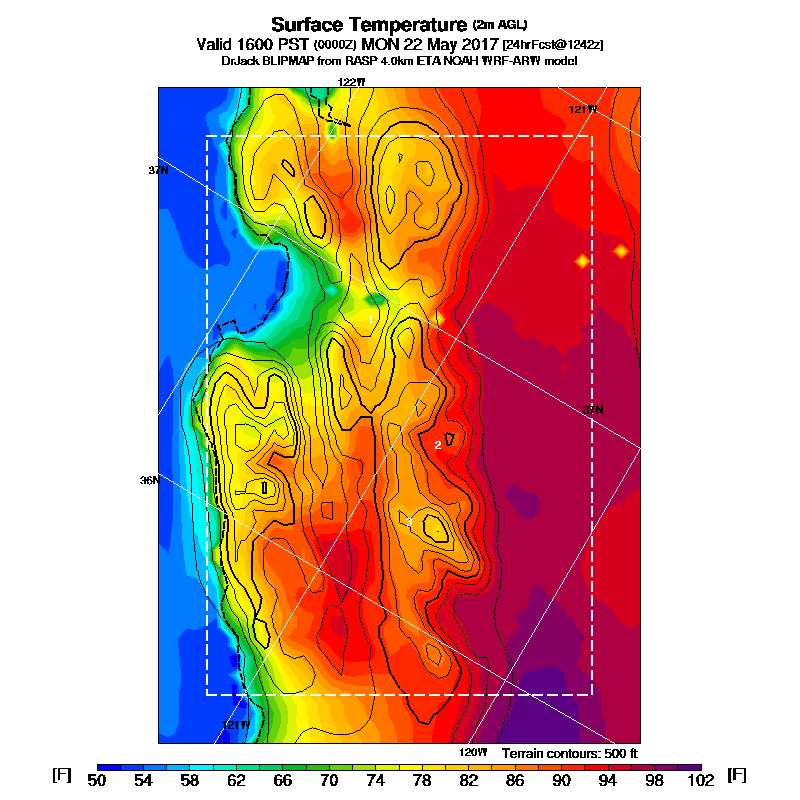 Surface Temperature (2m AGL)
Valid 1600 PST (0000Z) MON 22 May 2017 [24hrFcst@1242z]
DrJack BLIPMAP from RASP 4.0km ETA NOAH WRF-ARW model
122W
121W
37N
1
37N
2
36N
3
121W
120W
Terrain contours: 500 ft
[F] 50 54 58 62 66 70 74 78 82 86 90 94 98 102 [F]